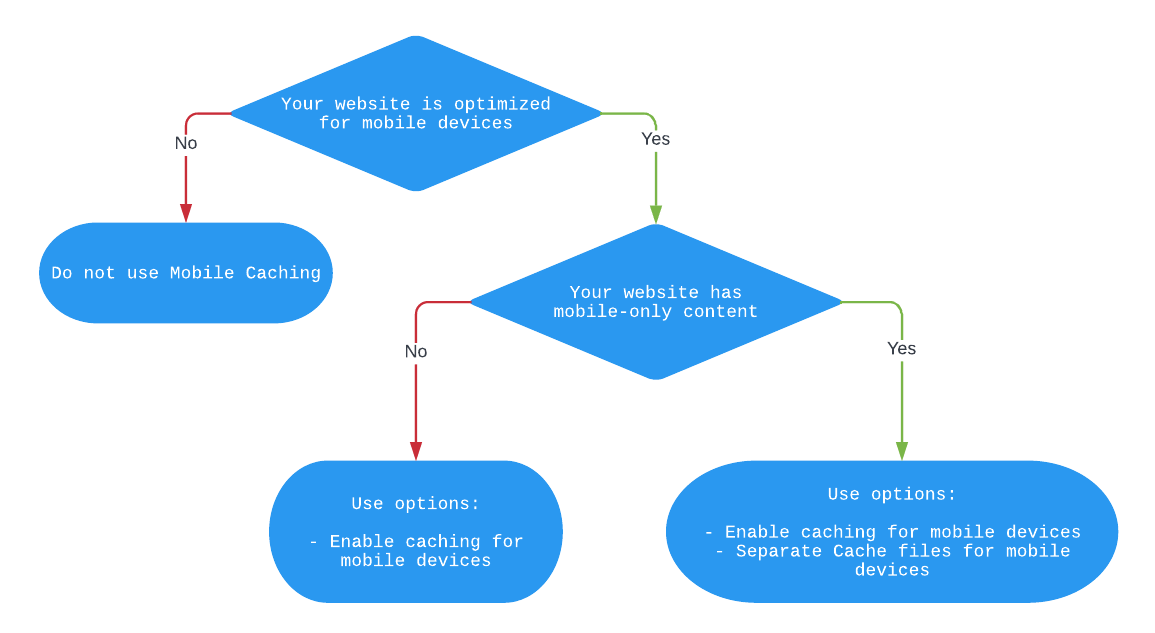 Your website is optimized
for mobile devices
No
Yes
Do not use Mobile Caching
Your website has
mobile-only content
No
Yes
Use options:
- Enable caching for
mobile devices
Use options:
- Enable caching for mobile devices
- Separate Cache files for mobile
devices